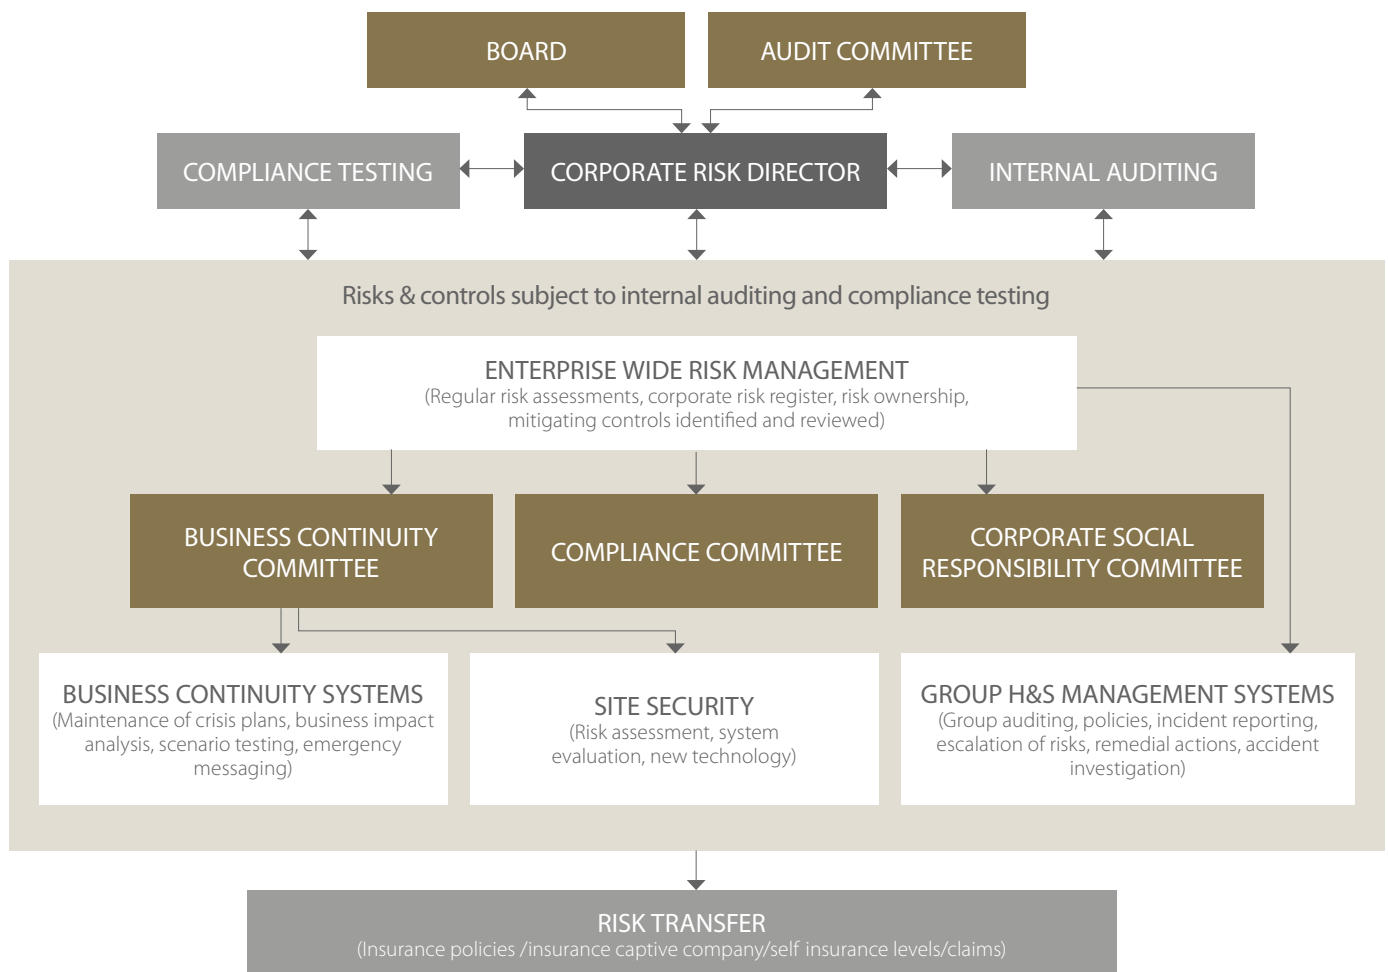 BOARD
AUDIT COMMITTEE
COMPLIANCE TESTING
CORPORATE RISK DIRECTOR
INTERNAL AUDITING
Risks & controls subject to internal auditing and compliance testing
ENTERPRISE WIDE RISK MANAGEMENT
(Regular risk assessments, corporate risk register, risk ownership,
mitigating controls identified and reviewed)
BUSINESS CONTINUITY
COMMITTEE
COMPLIANCE COMMITTEE
CORPORATE SOCIAL
RESPONSIBILITY COMMITTEE
BUSINESS CONTINUITY SYSTEMS
(Maintenance of crisis plans, business impact
analysis, scenario testing, emergency
messaging)
SITE SECURITY
(Risk assessment, system
evaluation, new technology)
GROUP H&S MANAGEMENT SYSTEMS
(Group auditing, policies, incident reporting,
escalation of risks, remedial actions, accident
investigation)
RISK TRANSFER
(Insurance policies /insurance captive company/self insurance levels/claims)